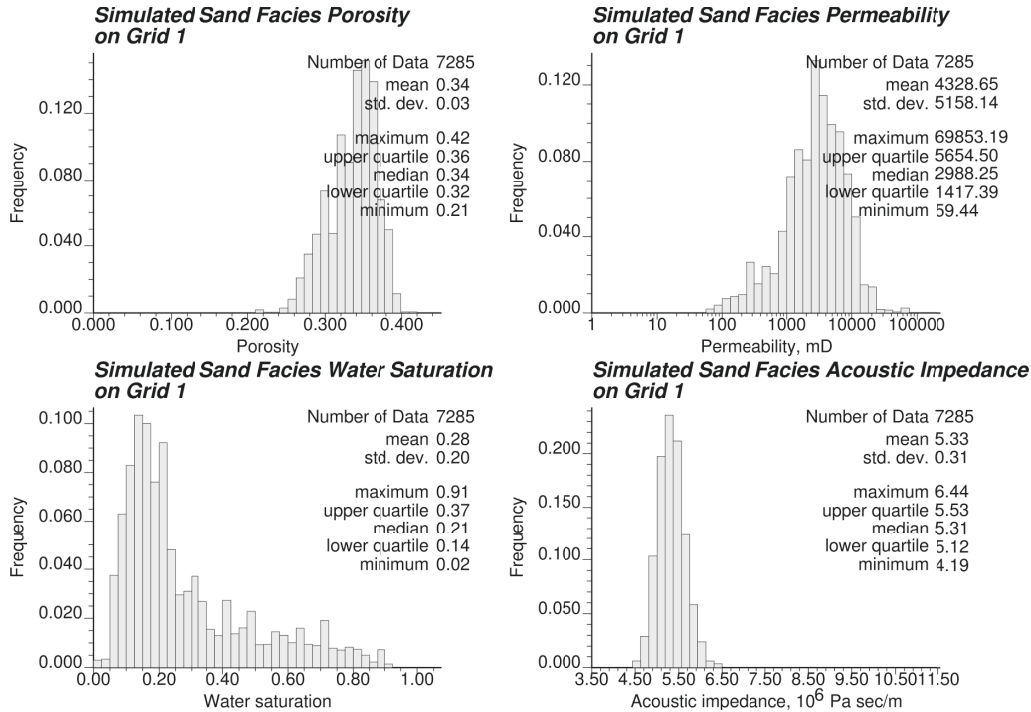 Simulated Sand Facies Porosity
on Grid 1
Frequency
0.120
0.080
0.040
0.000
Number of Data 7285
mean 0.34
std. dev. 0.03
maximum 0.42
upper quartile 0.36
median 0.34
lower quartile 0.32
minimum 0.21
0.000 0.100 0.200 0.300 0.400
Porosity
Simulated Sand Facies Permeability
on Grid 1
Frequency
0.120
0.080
0.040
0.000
Number of Data 7285
mean 4328.65
std. dev. 5158.14
maximum 69853.19
upper quartile 5654.50
median 2988.25
lower quartile 1417.39
minimum 59.44
1 10 100 1000 10000 100000
Permeability, mD
Simulated Sand Facies Water Saturation
on Grid 1
Frequency
0.100
0.080
0.060
0.040
0.020
0.000
Number of Data 7285
mean 0.28
std. dev. 0.20
maximum 0.91
upper quartile 0.37
median 0.21
lower quartile 0.14
minimum 0.02
0.00 0.20 0.40 0.60 0.80 1.00
Water saturation
Simulated Sand Facies Acoustic Impedance
on Grid 1
Frequency
0.200
0.150
0.100
0.050
0.000
Number of Data 7285
mean 5.33
std. dev. 0.31
maximum 6.44
upper quartile 5.53
median 5.31
lower quartile 5.12
minimum 4.19
3.50 4.50 5.50 6.50 7.50 8.50 9.50 10.50 11.50
Acoustic impedance, 10⁶ Pa sec/m